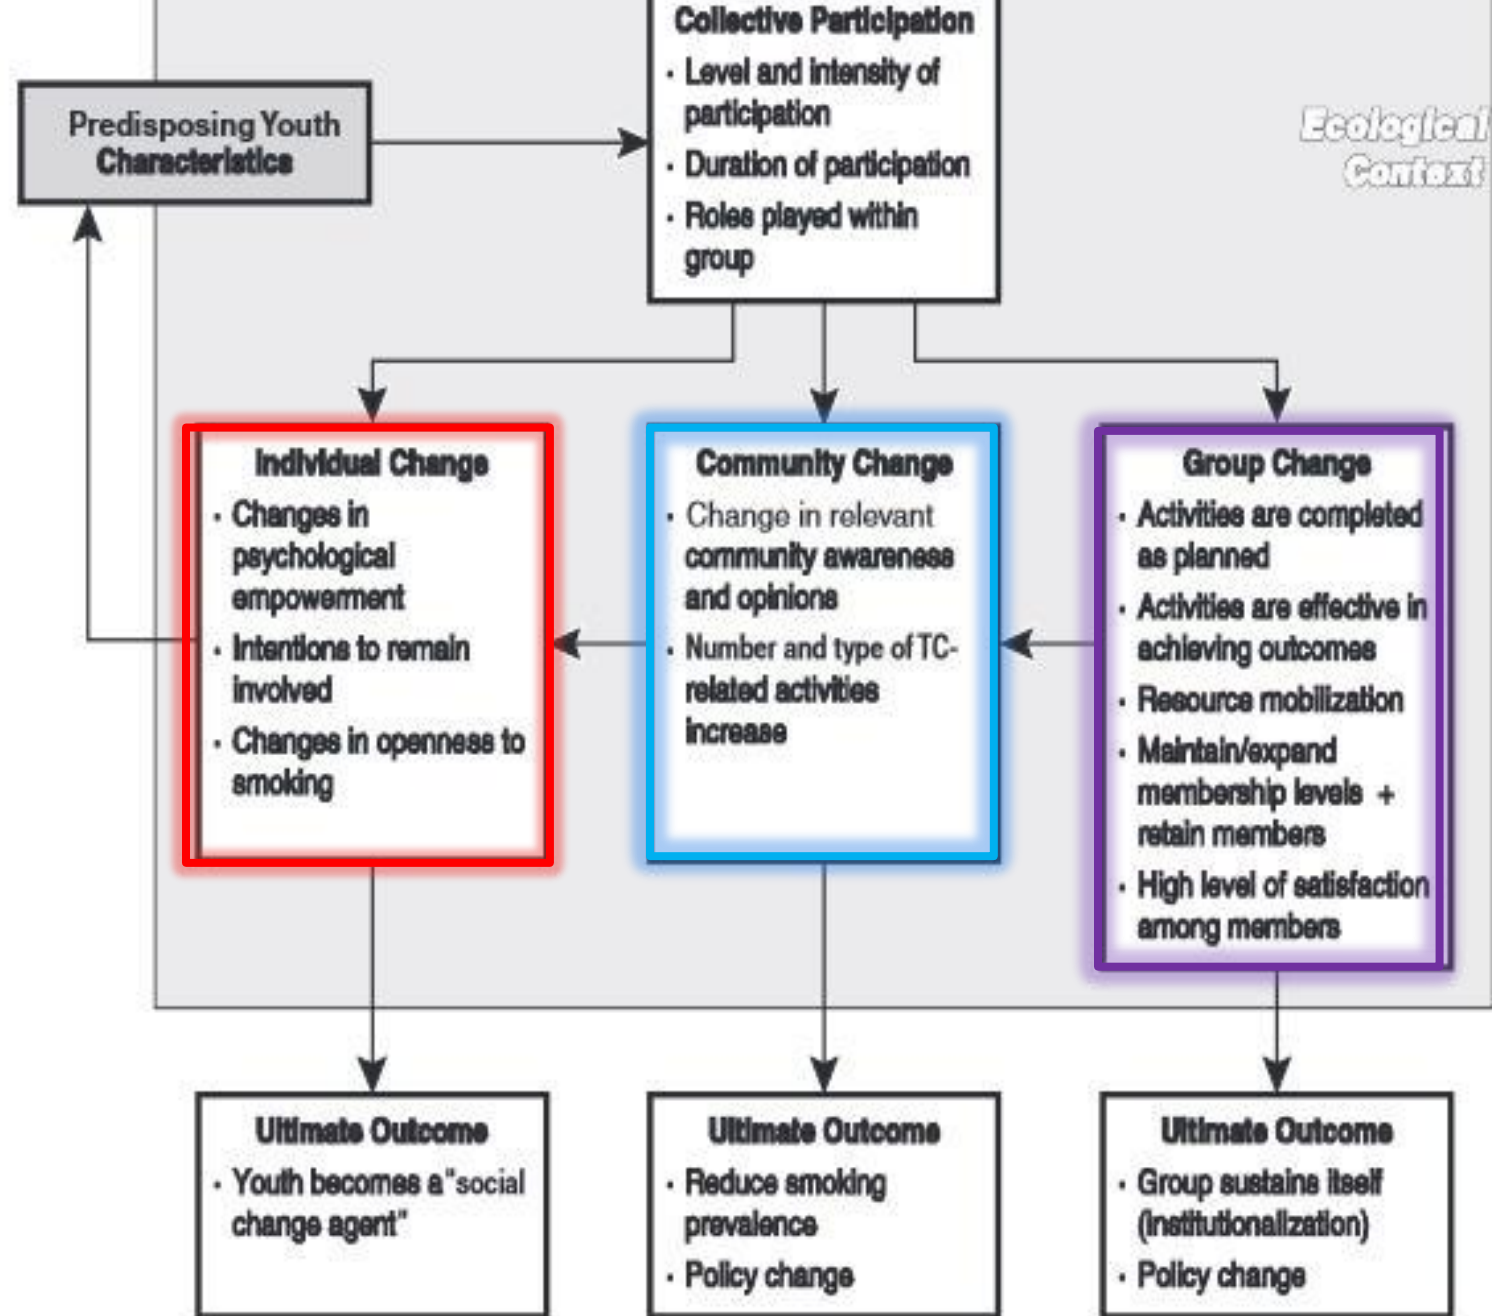 Collective Participation
· Level and intensity of
participation
· Duration of participation
· Roles played within
group
Predisposing Youth
Characteristics
Ecological
Context
Individual Change
· Changes in
psychological
empowerment
· Intentions to remain
involved
· Changes in openness to
smoking
Community Change
· Change in relevant
community awareness
and opinions
· Number and type of TC-
related activities
increase
Group Change
· Activities are completed
as planned
· Activities are effective in
achieving outcomes
· Resource mobilization
· Maintain/expand
membership levels +
retain members
· High level of satisfaction
among members
Ultimate Outcome
· Youth becomes a "social
change agent"
Ultimate Outcome
· Reduce smoking
prevalence
· Policy change
Ultimate Outcome
· Group sustains itself
(institutionalization)
· Policy change